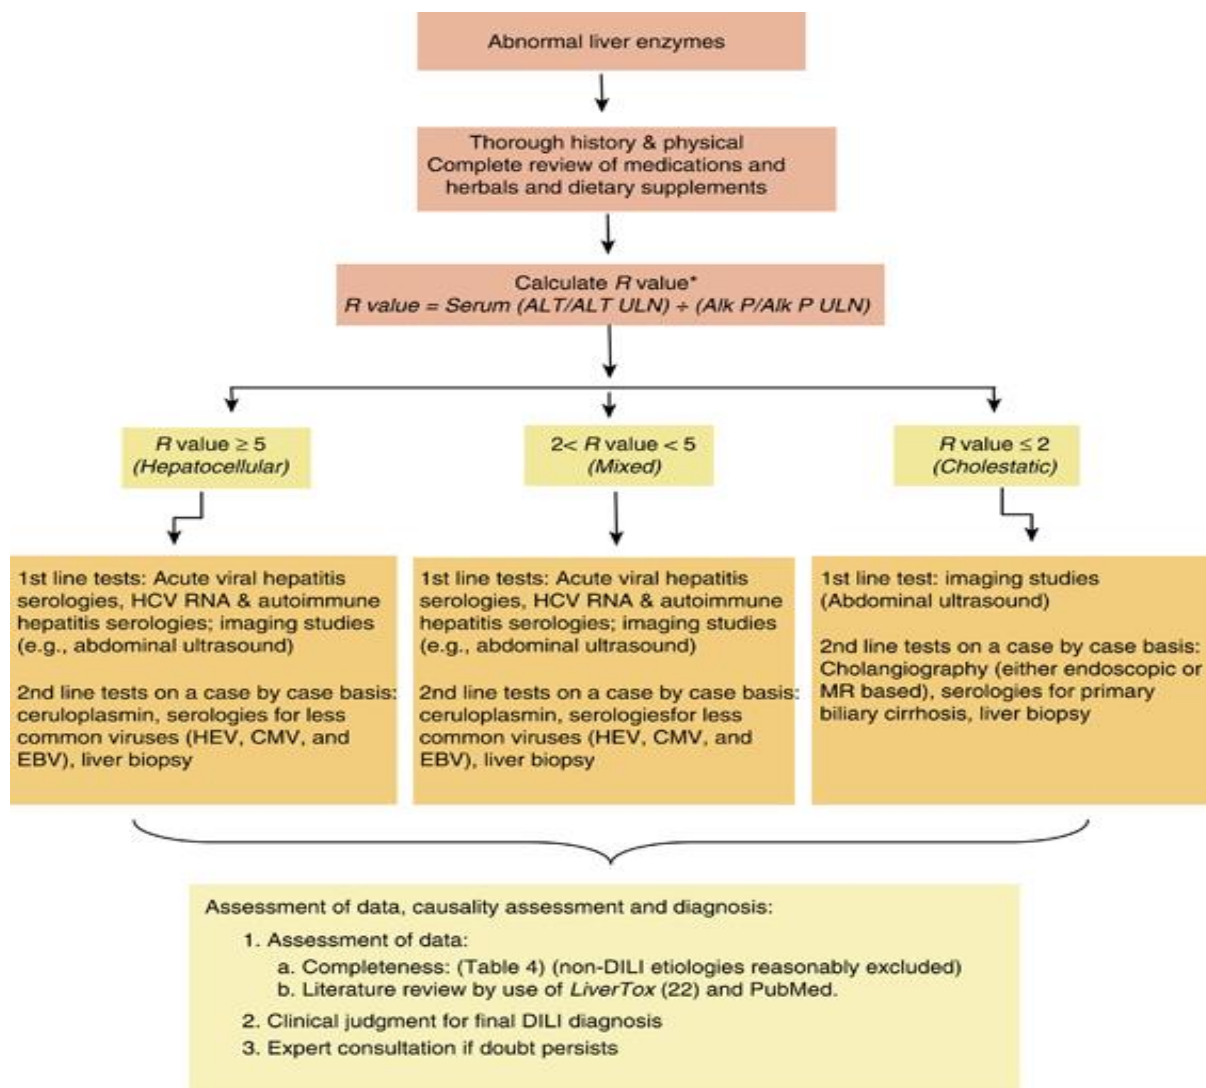 Abnormal liver enzymes
Thorough history & physical
Complete review of medications and
herbals and dietary supplements
Calculate R value*
R value = Serum (ALT/ALT ULN) ÷ (Alk P/Alk P ULN)
R value ≥ 5
(Hepatocellular)
2< R value < 5
(Mixed)
R value ≤ 2
(Cholestatic)
1st line tests: Acute viral hepatitis
serologies, HCV RNA & autoimmune
hepatitis serologies; imaging studies
(e.g., abdominal ultrasound)
2nd line tests on a case by case basis:
ceruloplasmin, serologies for less
common viruses (HEV, CMV, and
EBV), liver biopsy
1st line tests: Acute viral hepatitis
serologies, HCV RNA & autoimmune
hepatitis serologies; imaging studies
(e.g., abdominal ultrasound)
2nd line tests on a case by case basis:
ceruloplasmin, serologiesfor less
common viruses (HEV, CMV, and
EBV), liver biopsy
1st line test: imaging studies
(Abdominal ultrasound)
2nd line tests on a case by case basis:
Cholangiography (either endoscopic or
MR based), serologies for primary
biliary cirrhosis, liver biopsy
Assessment of data, causality assessment and diagnosis:
1. Assessment of data:
a. Completeness: (Table 4) (non-DILI etiologies reasonably excluded)
b. Literature review by use of LiverTox (22) and PubMed.
2. Clinical judgment for final DILI diagnosis
3. Expert consultation if doubt persists